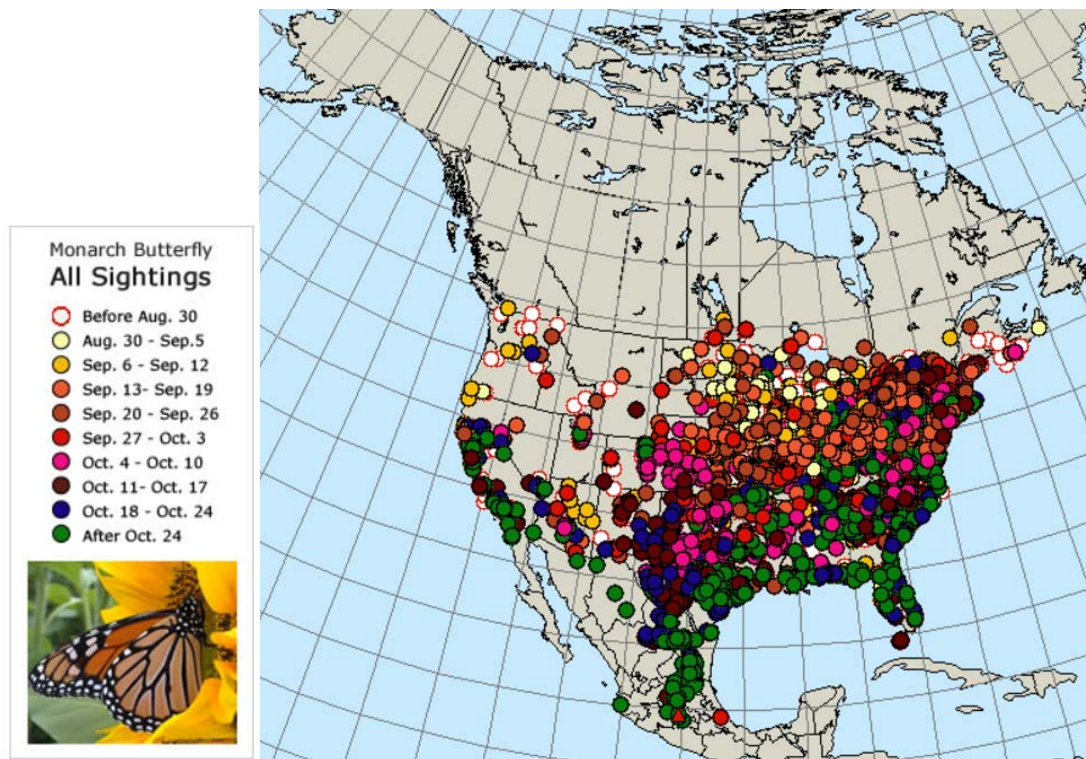 Monarch Butterfly
All Sightings
Before Aug. 30
Aug. 30 - Sep.5
Sep. 6 - Sep. 12
Sep. 13- Sep. 19
Sep. 20 - Sep. 26
Sep. 27 - Oct. 3
Oct. 4 - Oct. 10
Oct. 11- Oct. 17
Oct. 18 - Oct. 24
After Oct. 24